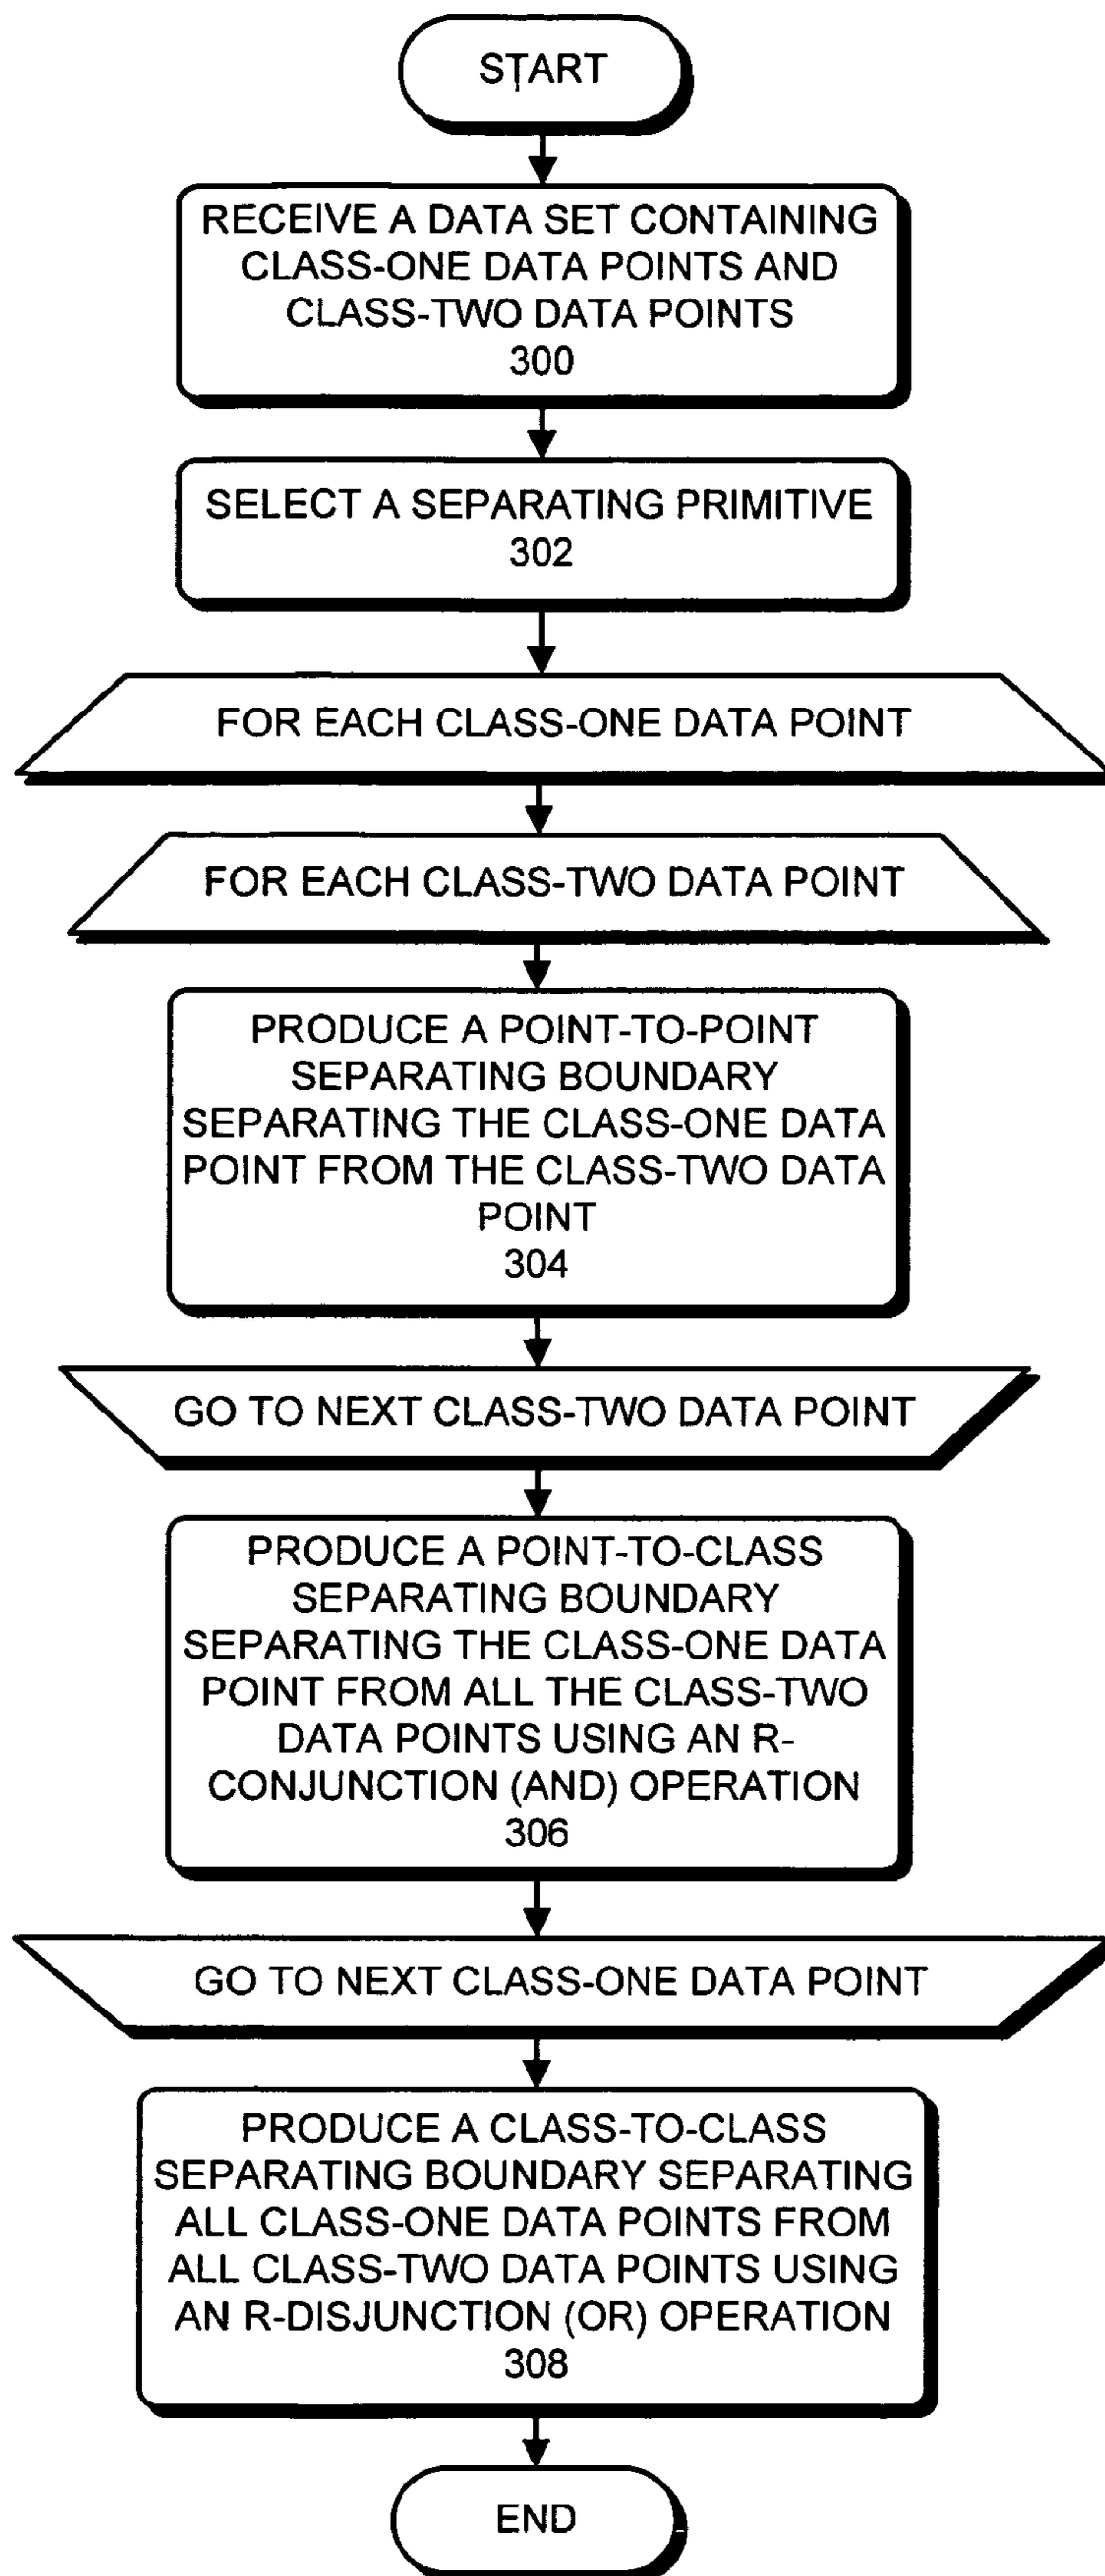 START
RECEIVE A DATA SET CONTAINING
CLASS-ONE DATA POINTS AND
CLASS-TWO DATA POINTS
300
SELECT A SEPARATING PRIMITIVE
302
FOR EACH CLASS-ONE DATA POINT
FOR EACH CLASS-TWO DATA POINT
PRODUCE A POINT-TO-POINT
SEPARATING BOUNDARY
SEPARATING THE CLASS-ONE DATA
POINT FROM THE CLASS-TWO DATA
POINT
304
GO TO NEXT CLASS-TWO DATA POINT
PRODUCE A POINT-TO-CLASS
SEPARATING BOUNDARY
SEPARATING THE CLASS-ONE DATA
POINT FROM ALL THE CLASS-TWO
DATA POINTS USING AN R-
CONJUNCTION (AND) OPERATION
306
GO TO NEXT CLASS-ONE DATA POINT
PRODUCE A CLASS-TO-CLASS
SEPARATING BOUNDARY SEPARATING
ALL CLASS-ONE DATA POINTS FROM
ALL CLASS-TWO DATA POINTS USING
AN R-DISJUNCTION (OR) OPERATION
308
END